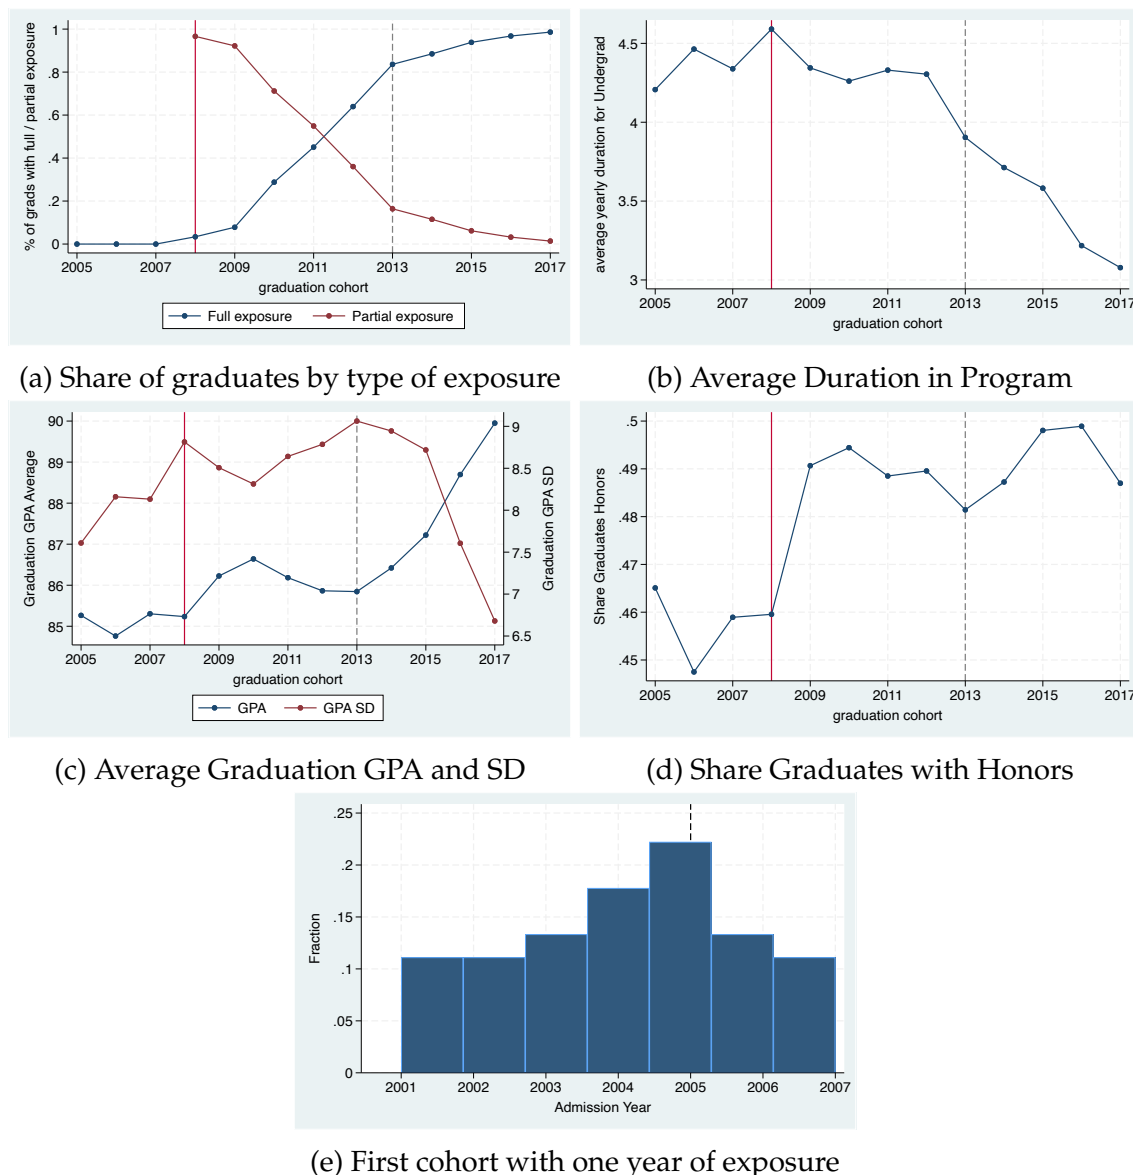 % of grads with full / partial exposure
1
.8
.6
.4
.2
0
2005 2007 2009 2011 2013 2015 2017
graduation cohort
Full exposure Partial exposure
(a) Share of graduates by type of exposure
average yearly duration for Undergrad
4.5
4
3.5
3
2005 2007 2009 2011 2013 2015 2017
graduation cohort
(b) Average Duration in Program
Graduation GPA Average
90
89
88
87
86
85
9
8.5
8
7.5
7
6.5
Graduation GPA SD
2005 2007 2009 2011 2013 2015 2017
graduation cohort
GPA GPA SD
(c) Average Graduation GPA and SD
Share Graduates Honors
.5
.49
.48
.47
.46
.45
2005 2007 2009 2011 2013 2015 2017
graduation cohort
(d) Share Graduates with Honors
Fraction
.25
.2
.15
.1
.05
0
2001 2002 2003 2004 2005 2006 2007
Admission Year
(e) First cohort with one year of exposure